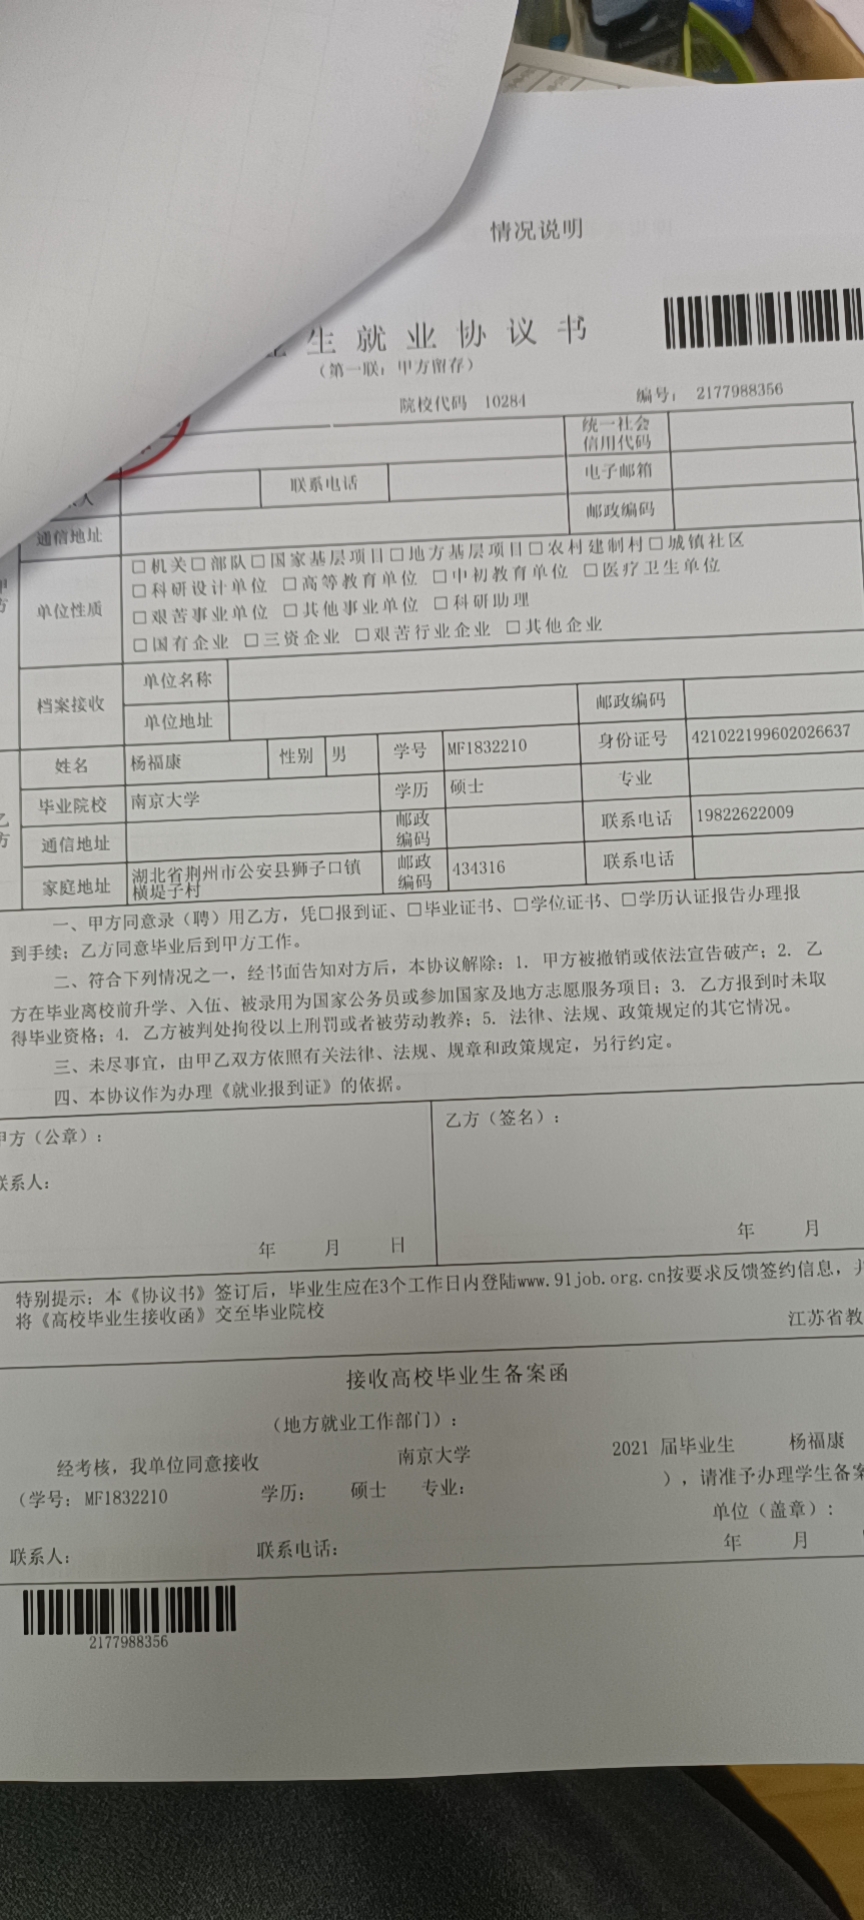 情况说明
生就业协议书
(第一联:甲方留存)
院校代码 10284 编号: 2177988356
统一社会信用代码
人 联系电话 电子邮箱
通信地址 邮政编码
甲方
单位性质
□机关□部队□国家基层项目□地方基层项目□农村建制村□城镇社区
□科研设计单位 □高等教育单位 □中初教育单位 □医疗卫生单位
□艰苦事业单位 □其他事业单位 □科研助理
□国有企业 □三资企业 □艰苦行业企业 □其他企业
档案接收 单位名称
单位地址 邮政编码
乙方
姓名 杨福康 性别 男 学号 MF1832210 身份证号 421022199602026637
毕业院校 南京大学 学历 硕士 专业
通信地址 邮政编码 联系电话 19822622009
家庭地址 湖北省荆州市公安县狮子口镇横堤子村 邮政编码 434316 联系电话
一、甲方同意录(聘)用乙方,凭□报到证、□毕业证书、□学位证书、□学历认证报告办理报
到手续;乙方同意毕业后到甲方工作。
二、符合下列情况之一,经书面告知对方后,本协议解除:1. 甲方被撤销或依法宣告破产;2. 乙
方在毕业离校前升学、入伍、被录用为国家公务员或参加国家及地方志愿服务项目;3. 乙方报到时未取
得毕业资格;4. 乙方被判处拘役以上刑罚或者被劳动教养;5. 法律、法规、政策规定的其它情况。
三、未尽事宜,由甲乙双方依照有关法律、法规、规章和政策规定,另行约定。
四、本协议作为办理《就业报到证》的依据。
甲方(公章): 乙方(签名):
联系人:
年 月 日 年 月
特别提示:本《协议书》签订后,毕业生应在3个工作日内登陆www.91job.org.cn按要求反馈签约信息,并
将《高校毕业生接收函》交至毕业院校
江苏省教
接收高校毕业生备案函
(地方就业工作部门):
经考核,我单位同意接收 南京大学 2021 届毕业生 杨福康
(学号:MF1832210 学历: 硕士 专业: ),请准予办理学生备案
单位(盖章):
联系人: 联系电话: 年 月
2177988356